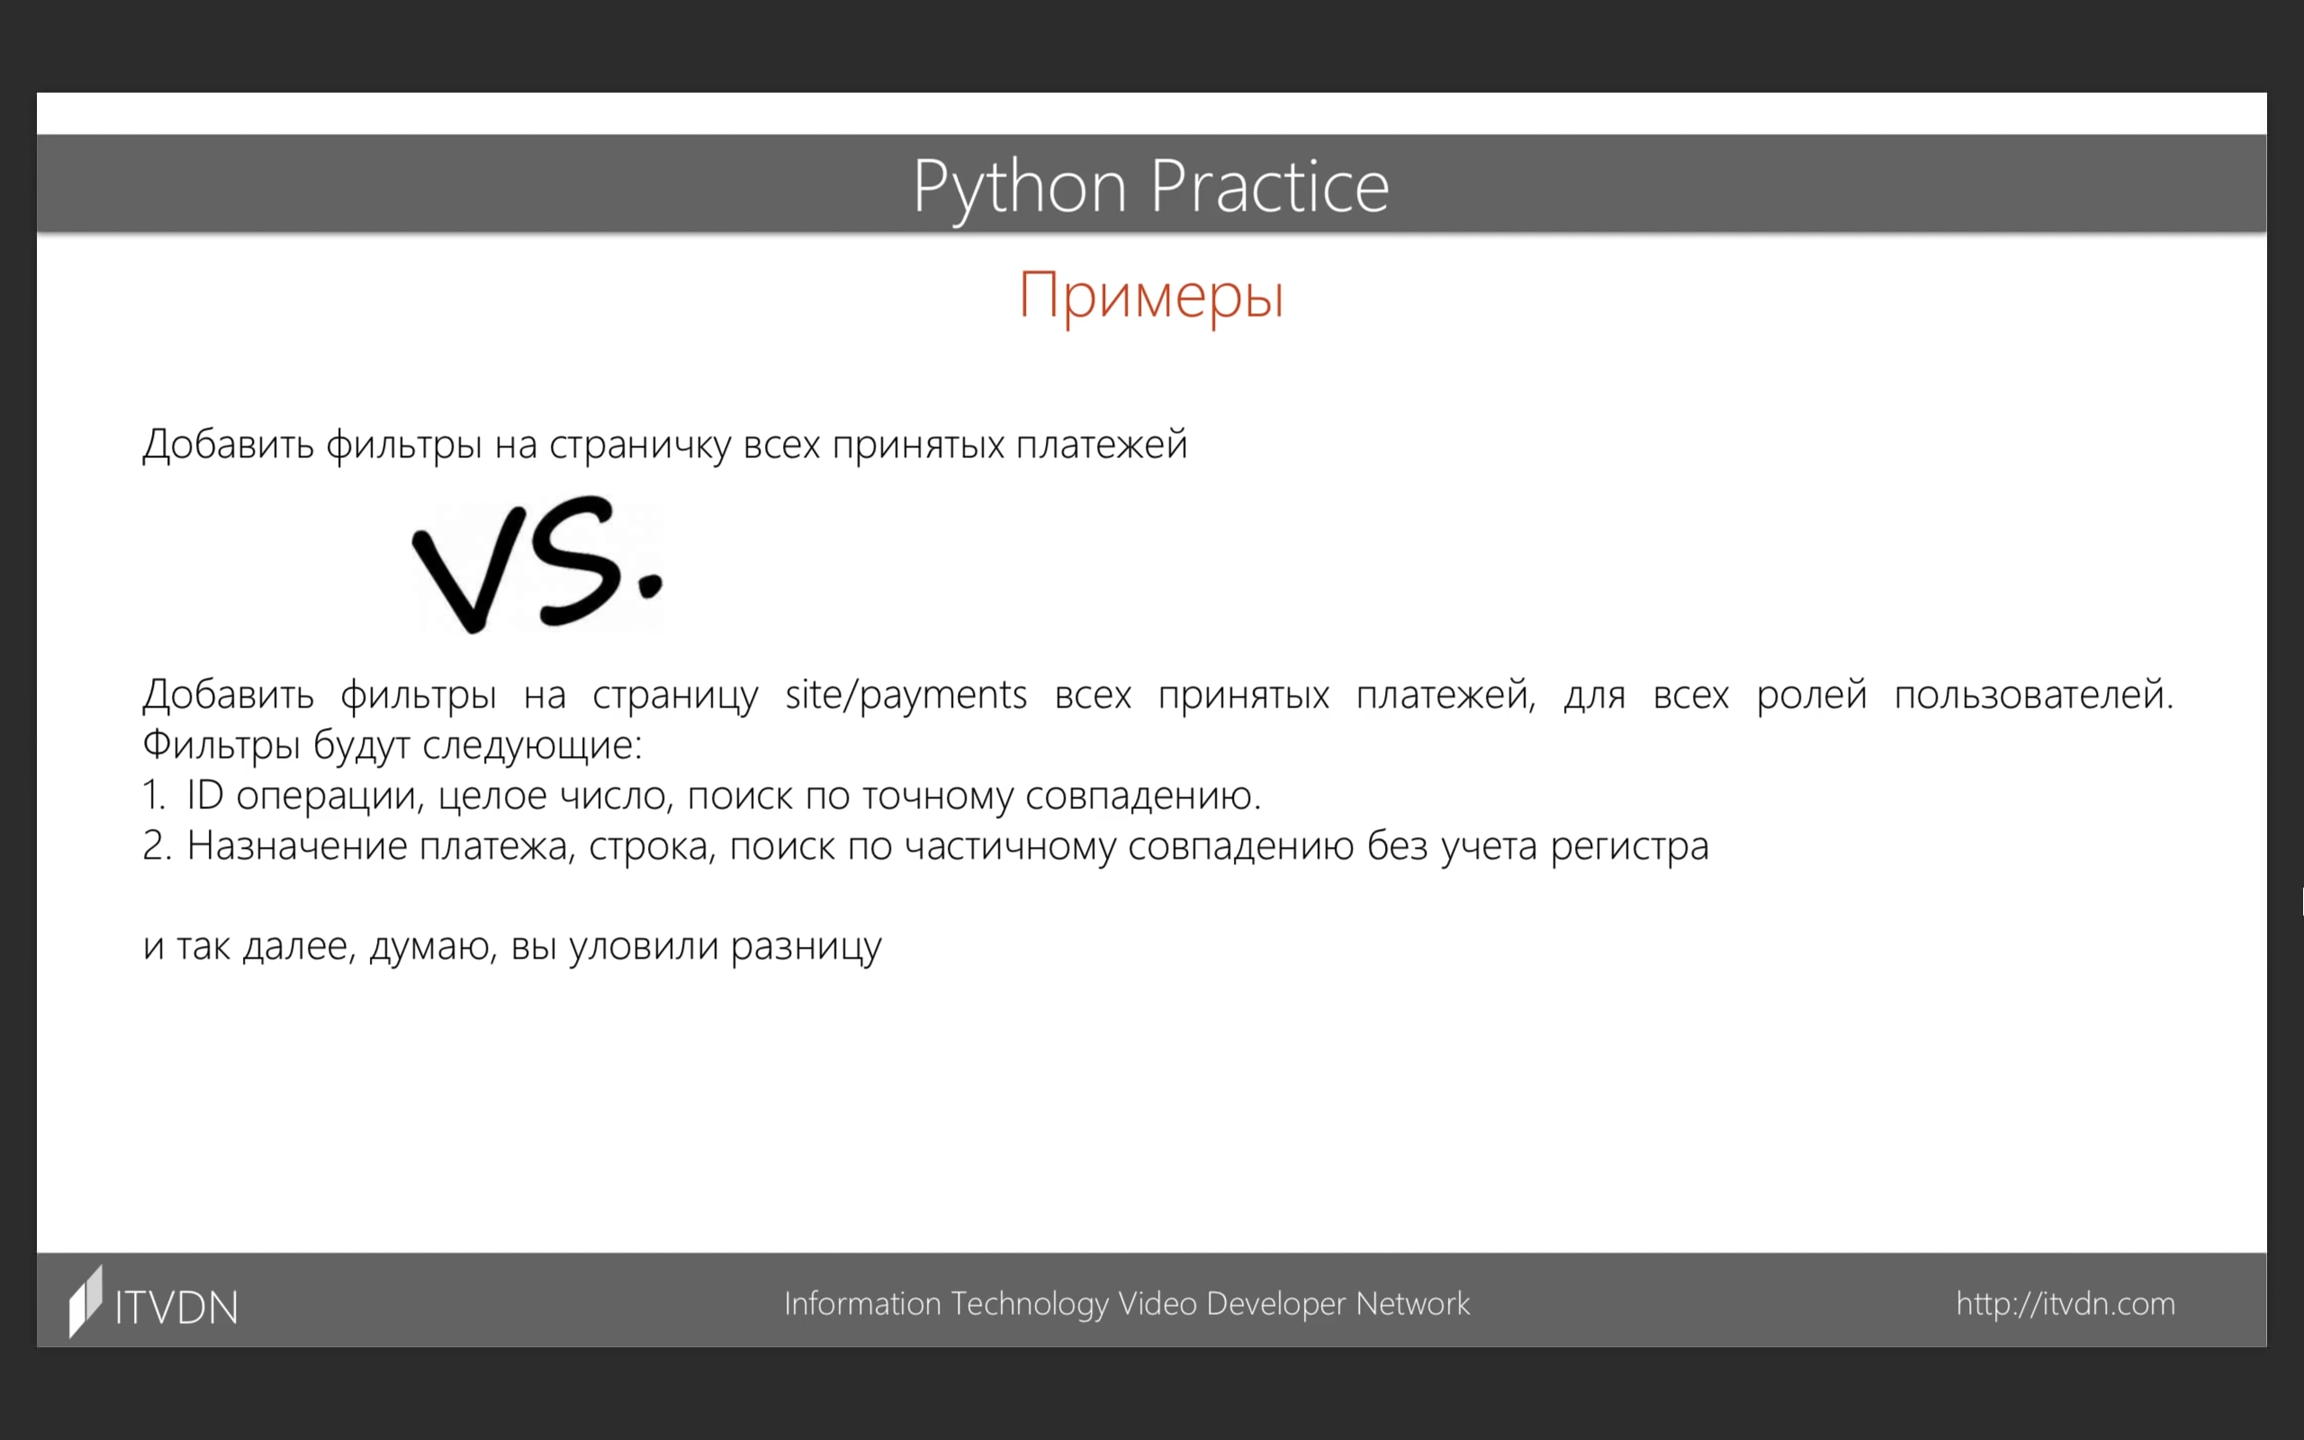 Python Practice
Примеры
Добавить фильтры на страничку всех принятых платежей
VS.
Добавить фильтры на страницу site/payments всех принятых платежей, для всех ролей пользователей.
Фильтры будут следующие:
1. ID операции, целое число, поиск по точному совпадению.
2. Назначение платежа, строка, поиск по частичному совпадению без учета регистра
и так далее, думаю, вы уловили разницу
ITVDN
Information Technology Video Developer Network
http://itvdn.com